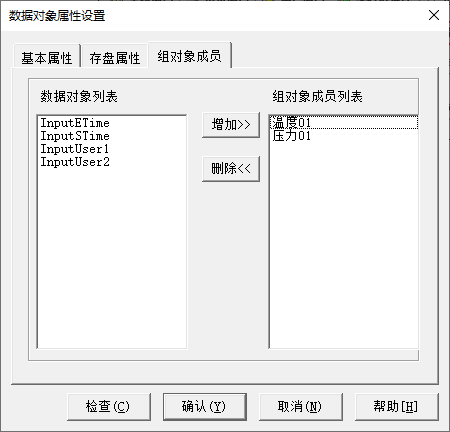 数据对象属性设置
基本属性 存盘属性 组对象成员
数据对象列表
InputETime
InputSTime
InputUser1
InputUser2
增加>>
删除<<
组对象成员列表
温度01
压力01
检查(C) 确认(Y) 取消(N) 帮助[H]